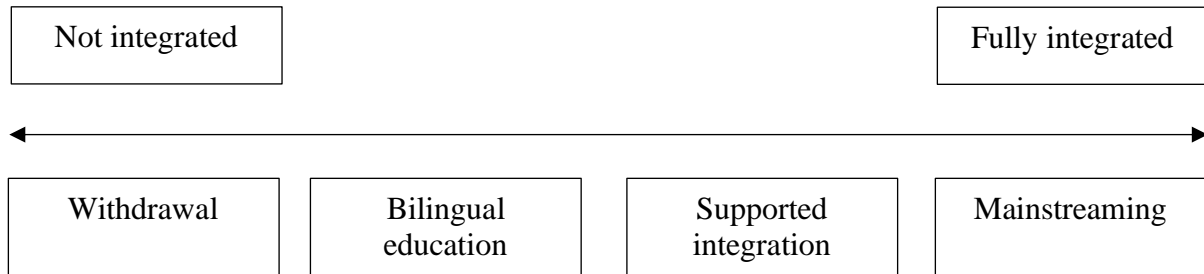 Not integrated
Fully integrated
Withdrawal
Bilingual
education
Supported
integration
Mainstreaming